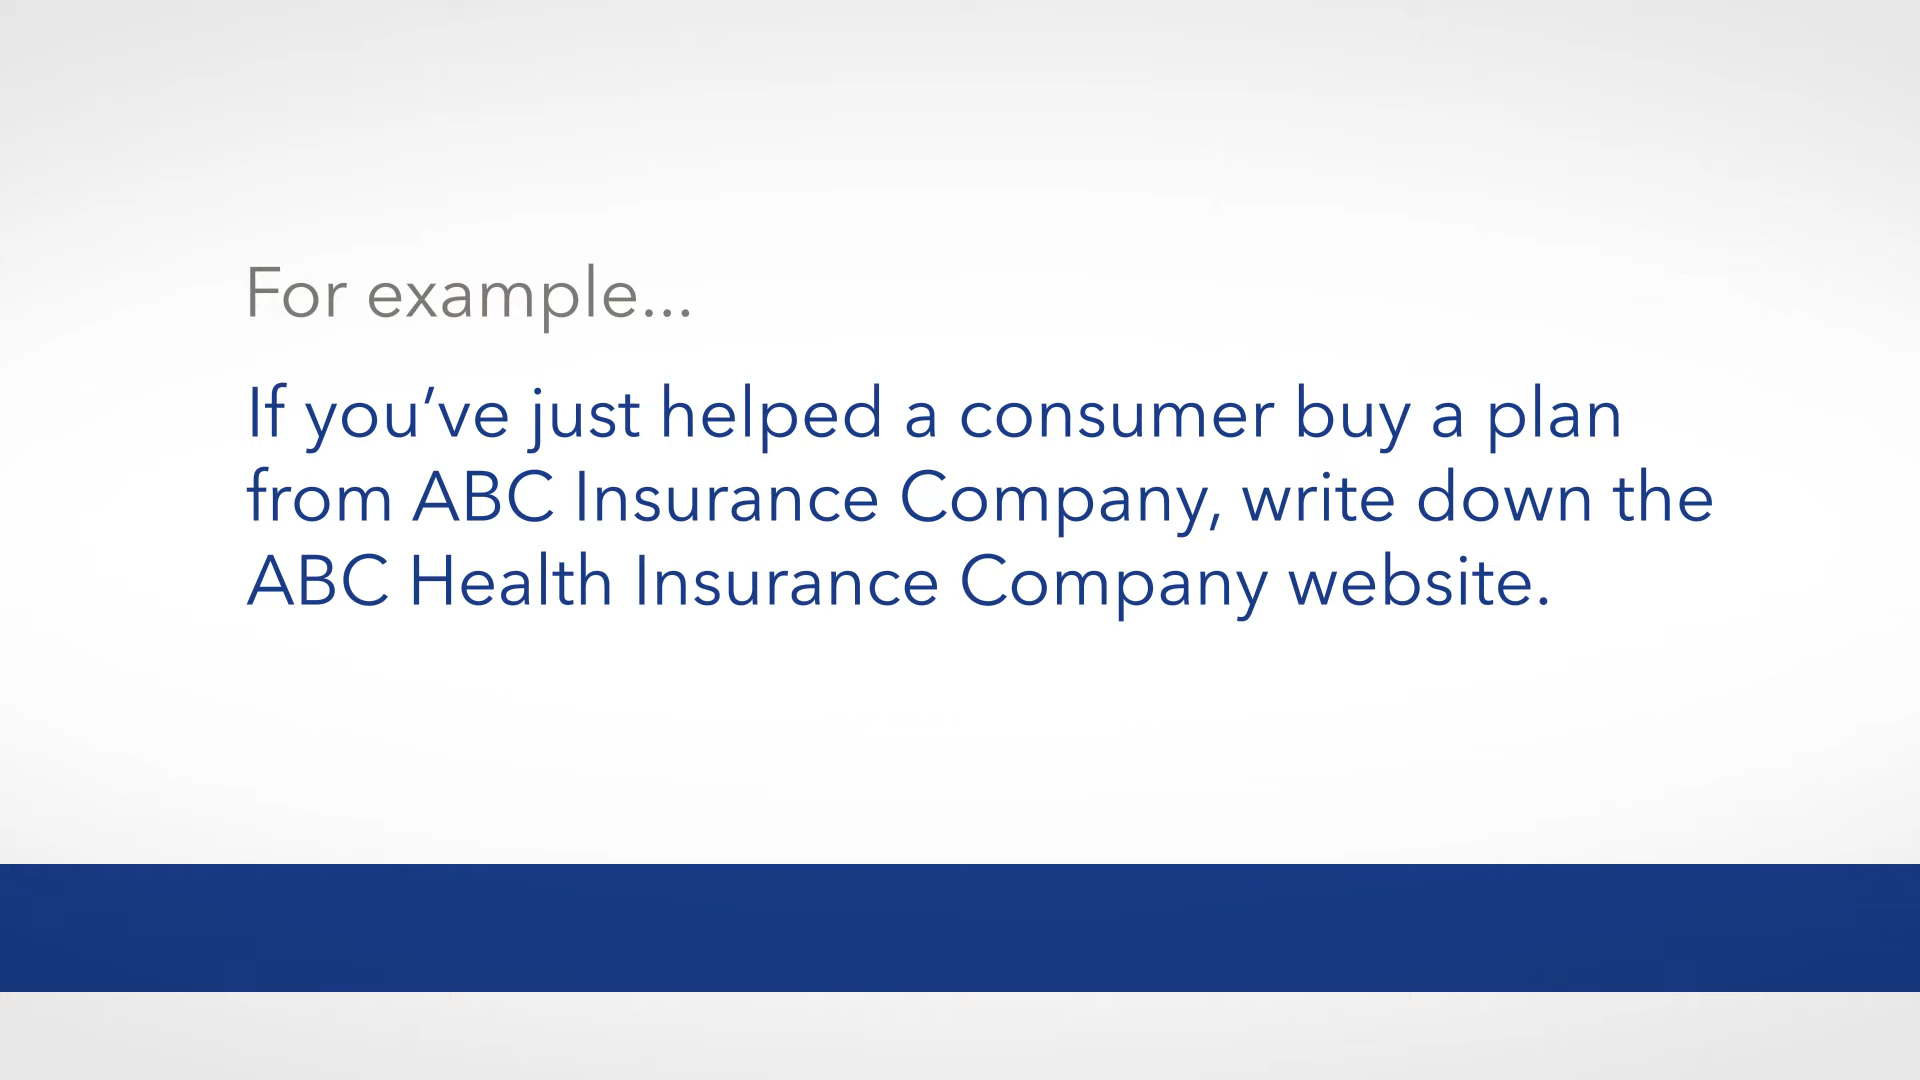 For example...
If you’ve just helped a consumer buy a plan
from ABC Insurance Company, write down the
ABC Health Insurance Company website.